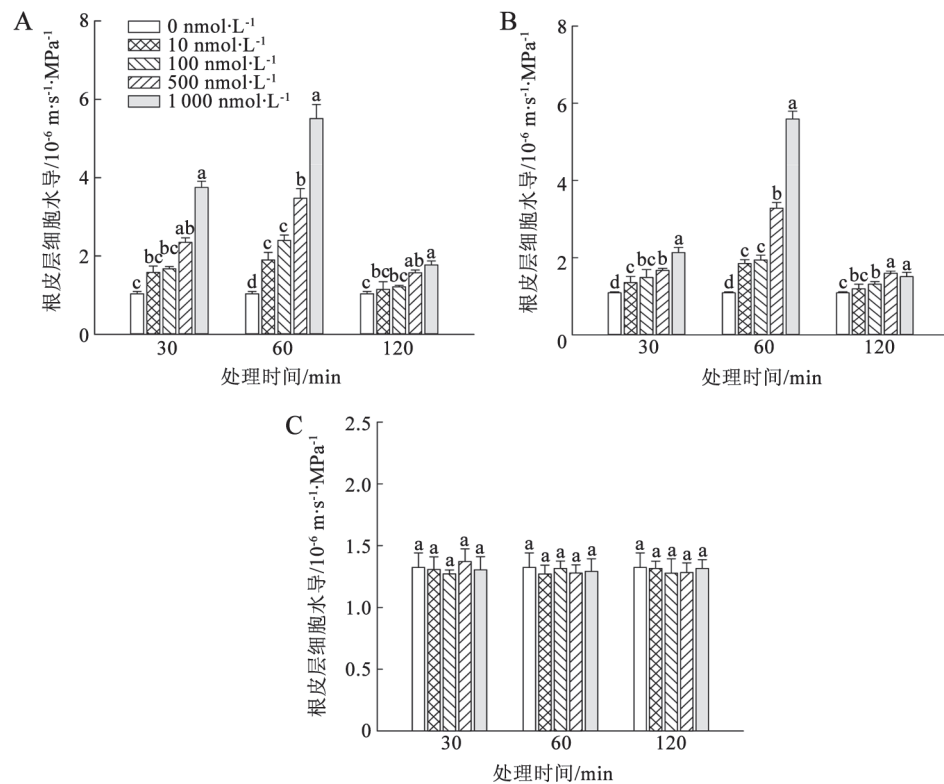 A
8
6
4
2
0
根皮层细胞水导/10⁻⁶ m·s⁻¹·MPa⁻¹
0 nmol·L⁻¹
10 nmol·L⁻¹
100 nmol·L⁻¹
500 nmol·L⁻¹
1 000 nmol·L⁻¹
c bc bc ab a
d c c b a
c bc bc ab a
30 60 120
处理时间/min
B
8
6
4
2
0
根皮层细胞水导/10⁻⁶ m·s⁻¹·MPa⁻¹
d c bc b a
d c c b a
c bc b a a
30 60 120
处理时间/min
C
2.5
2.0
1.5
1.0
0.5
0
根皮层细胞水导/10⁻⁶ m·s⁻¹·MPa⁻¹
a a a a a
a a a a a
a a a a a
30 60 120
处理时间/min